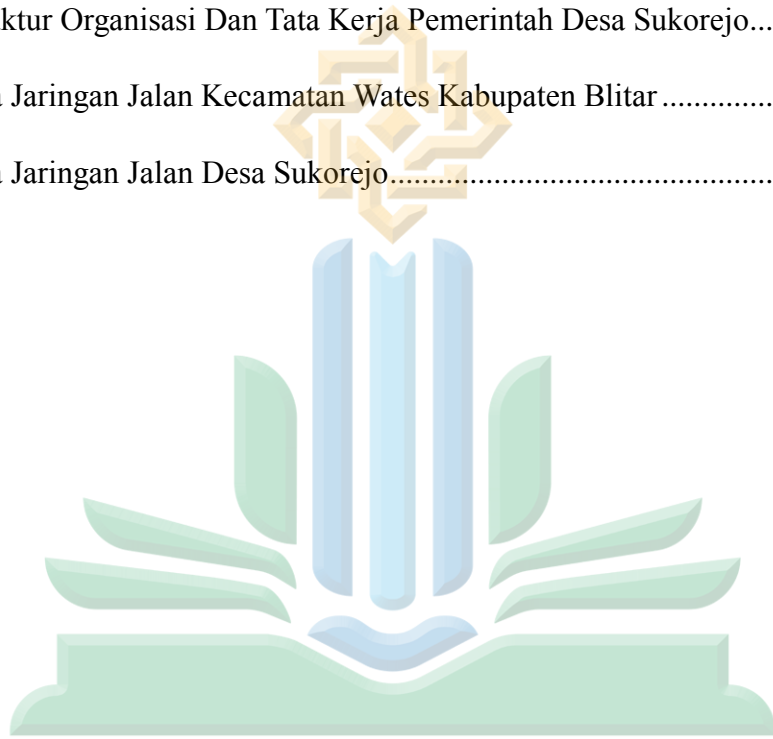 ktur Organisasi Dan Tata Kerja Pemerintah Desa Sukorejo...
Jaringan Jalan Kecamatan Wates Kabupaten Blitar ..............
Jaringan Jalan Desa Sukorejo..................................................